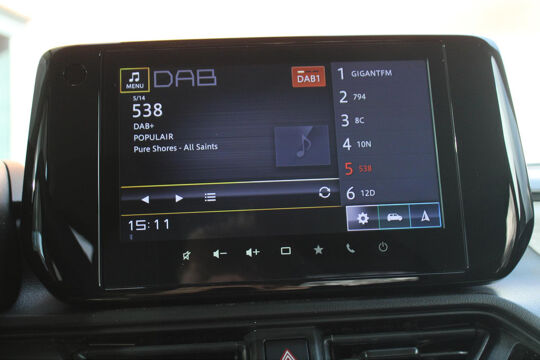 MENU
DAB
DAB1
5/14
538
DAB+
POPULAIR
Pure Shores - All Saints
15:11
1 GIGANTFM
2 794
3 8C
4 10N
5 538
6 12D